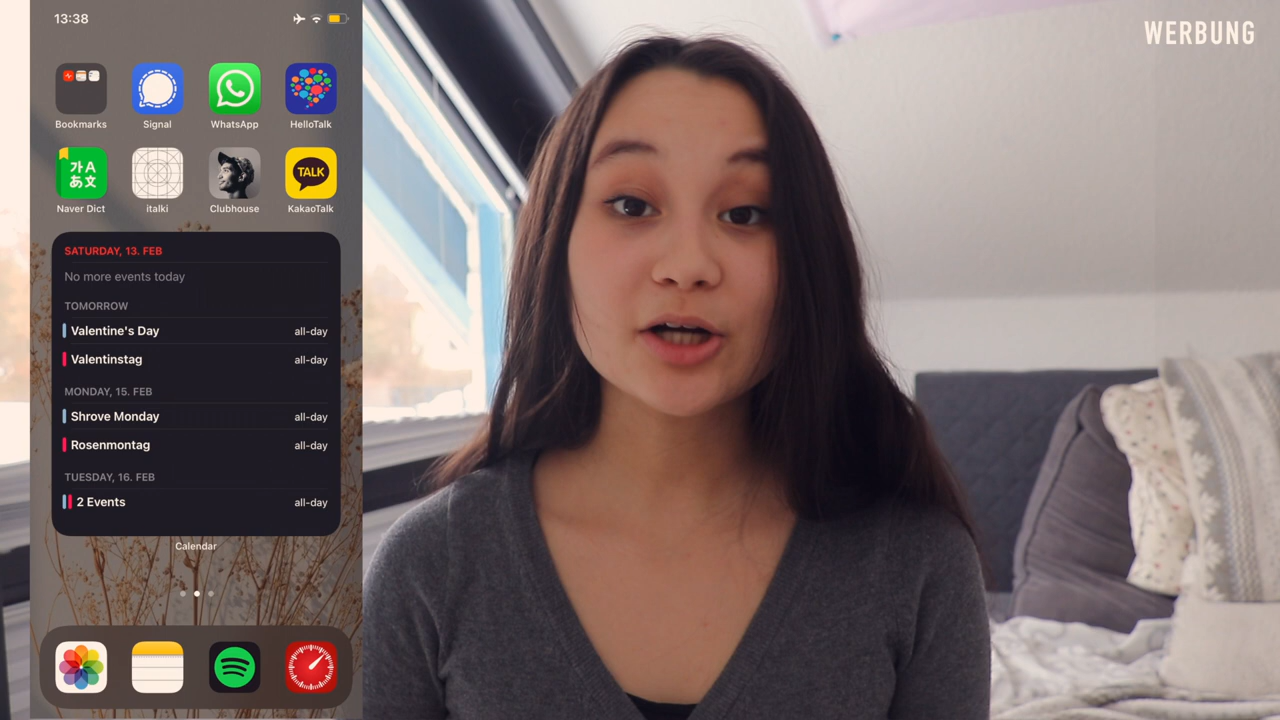 13:38
WERBUNG
Bookmarks
Signal
WhatsApp
HelloTalk
가 A
あ 文
TALK
Naver Dict
italki
Clubhouse
KakaoTalk
SATURDAY, 13. FEB
No more events today
TOMORROW
Valentine's Day all-day
Valentinstag all-day
MONDAY, 15. FEB
Shrove Monday all-day
Rosenmontag all-day
TUESDAY, 16. FEB
2 Events all-day
Calendar